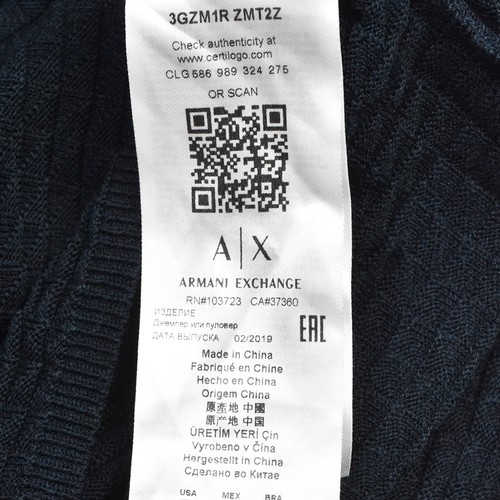 3GZM1R ZMT2Z
Check authenticity at
www.certilogo.com
CLG 586 989 324 275
OR SCAN
A|X
ARMANI EXCHANGE
RN#103723 CA#37360
ИЗДЕЛИЕ
Джемпер или пуловер
ДАТА ВЫПУСКА 02/2019
EAC
Made in China
Fabriqué en Chine
Hecho en China
Origem China
原產地 中國
原产地 中国
ÜRETİM YERİ Çin
Vyrobeno v Čína
Hergestellt in China
Сделано во Китае
USA MEX BRA